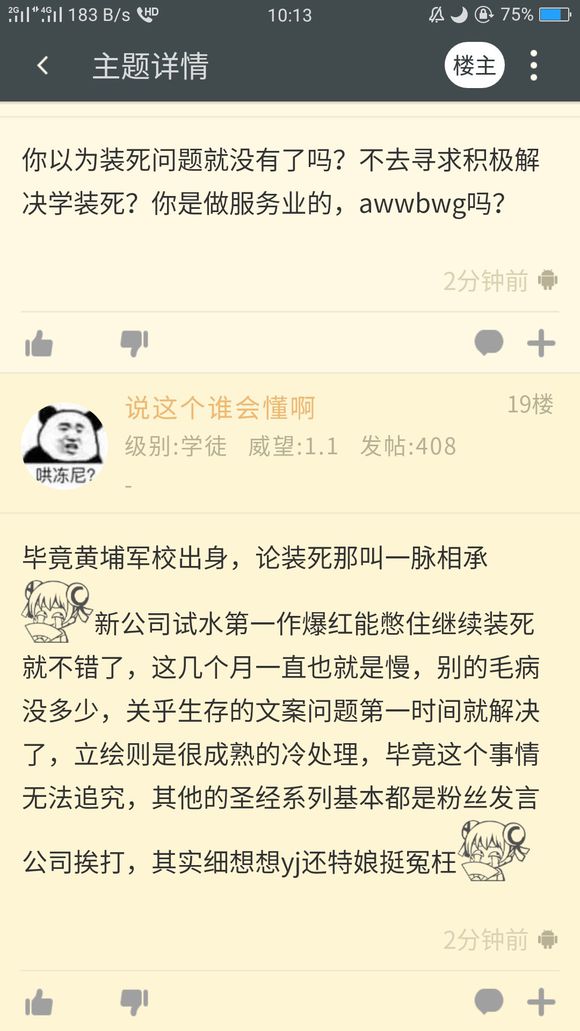 2G 4G 183 B/s HD 10:13 75%
主题详情 楼主
你以为装死问题就没有了吗？不去寻求积极解
决学装死？你是做服务业的，awwbwg吗？
2分钟前
说这个谁会懂啊 19楼
级别:学徒 威望:1.1 发帖:408
哄冻尼?
-
毕竟黄埔军校出身，论装死那叫一脉相承
新公司试水第一作爆红能憋住继续装死
就不错了，这几个月一直也就是慢，别的毛病
没多少，关乎生存的文案问题第一时间就解决
了，立绘则是很成熟的冷处理，毕竟这个事情
无法追究，其他的圣经系列基本都是粉丝发言
公司挨打，其实细想想yj还特娘挺冤枉
2分钟前